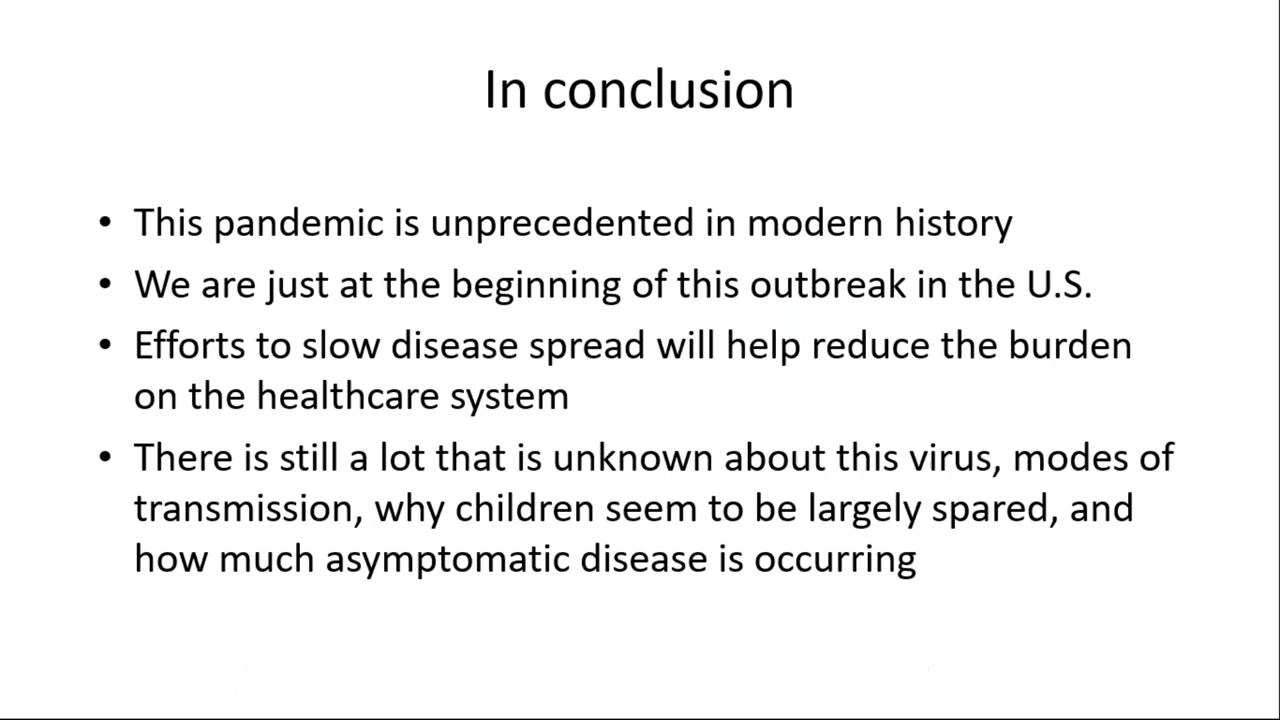 In conclusion
• This pandemic is unprecedented in modern history
• We are just at the beginning of this outbreak in the U.S.
• Efforts to slow disease spread will help reduce the burden
on the healthcare system
• There is still a lot that is unknown about this virus, modes of
transmission, why children seem to be largely spared, and
how much asymptomatic disease is occurring